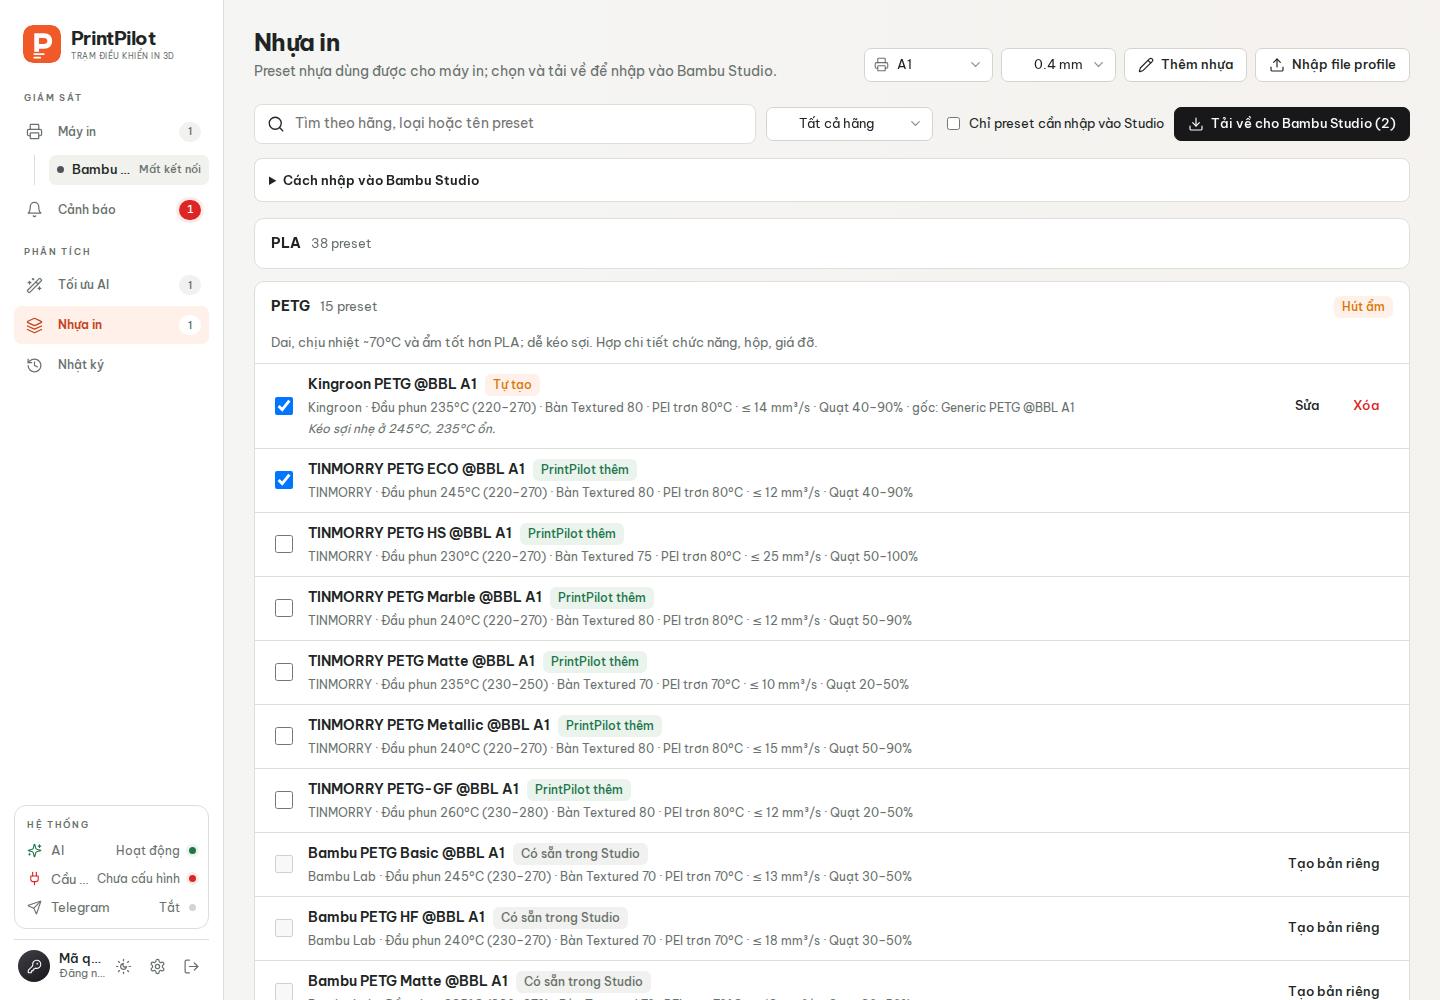 PrintPilot
TRẠM ĐIỀU KHIỂN IN 3D
GIÁM SÁT
Máy in 1
Bambu ... Mất kết nối
Cảnh báo 1
PHÂN TÍCH
Tối ưu AI 1
Nhựa in 1
Nhật ký
HỆ THỐNG
AI Hoạt động
Cầu ... Chưa cấu hình
Telegram Tắt
Mã q...
Đăng n...
Nhựa in
Preset nhựa dùng được cho máy in; chọn và tải về để nhập vào Bambu Studio.
A1 0.4 mm Thêm nhựa Nhập file profile
Tìm theo hãng, loại hoặc tên preset Tất cả hãng Chỉ preset cần nhập vào Studio Tải về cho Bambu Studio (2)
Cách nhập vào Bambu Studio
PLA 38 preset
PETG 15 preset Hút ẩm
Dai, chịu nhiệt ~70°C và ẩm tốt hơn PLA; dễ kéo sợi. Hợp chi tiết chức năng, hộp, giá đỡ.
Kingroon PETG @BBL A1 Tự tạo
Kingroon · Đầu phun 235°C (220–270) · Bàn Textured 80 · PEI trơn 80°C · ≤ 14 mm³/s · Quạt 40–90% · gốc: Generic PETG @BBL A1
Kéo sợi nhẹ ở 245°C, 235°C ổn.
Sửa Xóa
TINMORRY PETG ECO @BBL A1 PrintPilot thêm
TINMORRY · Đầu phun 245°C (220–270) · Bàn Textured 80 · PEI trơn 80°C · ≤ 12 mm³/s · Quạt 40–90%
TINMORRY PETG HS @BBL A1 PrintPilot thêm
TINMORRY · Đầu phun 230°C (220–270) · Bàn Textured 75 · PEI trơn 80°C · ≤ 25 mm³/s · Quạt 50–100%
TINMORRY PETG Marble @BBL A1 PrintPilot thêm
TINMORRY · Đầu phun 240°C (220–270) · Bàn Textured 80 · PEI trơn 80°C · ≤ 12 mm³/s · Quạt 50–90%
TINMORRY PETG Matte @BBL A1 PrintPilot thêm
TINMORRY · Đầu phun 235°C (230–250) · Bàn Textured 70 · PEI trơn 70°C · ≤ 10 mm³/s · Quạt 20–50%
TINMORRY PETG Metallic @BBL A1 PrintPilot thêm
TINMORRY · Đầu phun 240°C (220–270) · Bàn Textured 80 · PEI trơn 80°C · ≤ 15 mm³/s · Quạt 50–90%
TINMORRY PETG-GF @BBL A1 PrintPilot thêm
TINMORRY · Đầu phun 260°C (230–280) · Bàn Textured 80 · PEI trơn 80°C · ≤ 12 mm³/s · Quạt 20–50%
Bambu PETG Basic @BBL A1 Có sẵn trong Studio
Bambu Lab · Đầu phun 245°C (230–270) · Bàn Textured 70 · PEI trơn 70°C · ≤ 13 mm³/s · Quạt 30–50%
Tạo bản riêng
Bambu PETG HF @BBL A1 Có sẵn trong Studio
Bambu Lab · Đầu phun 240°C (230–270) · Bàn Textured 70 · PEI trơn 70°C · ≤ 18 mm³/s · Quạt 30–50%
Tạo bản riêng
Bambu PETG Matte @BBL A1 Có sẵn trong Studio
Tạo bản riêng